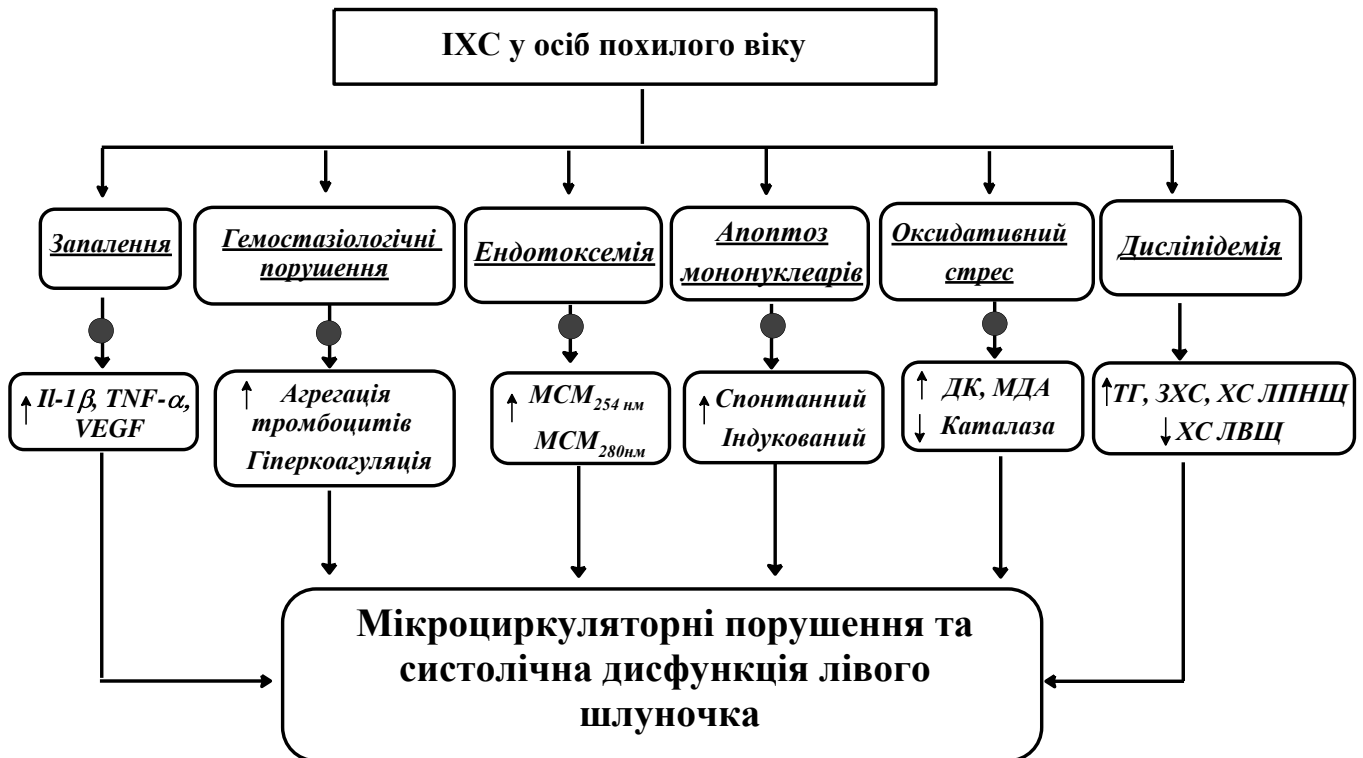 ІХС у осіб похилого віку
Запалення
Гемостазіологічні
порушення
Ендотоксемія
Апоптоз
мононуклеарів
Оксидативний
стрес
Дисліпідемія
↑ Il-1β, TNF-α,
VEGF
↑ Агрегація
тромбоцитів
Гіперкоагуляція
↑ МСМ254 нм
МСМ280нм
↑ Спонтанний
Індукований
↑ ДК, МДА
↓ Каталаза
↑ТГ, ЗХС, ХС ЛПНЩ
↓ХС ЛВЩ
Мікроциркуляторні порушення та
систолічна дисфункція лівого
шлуночка